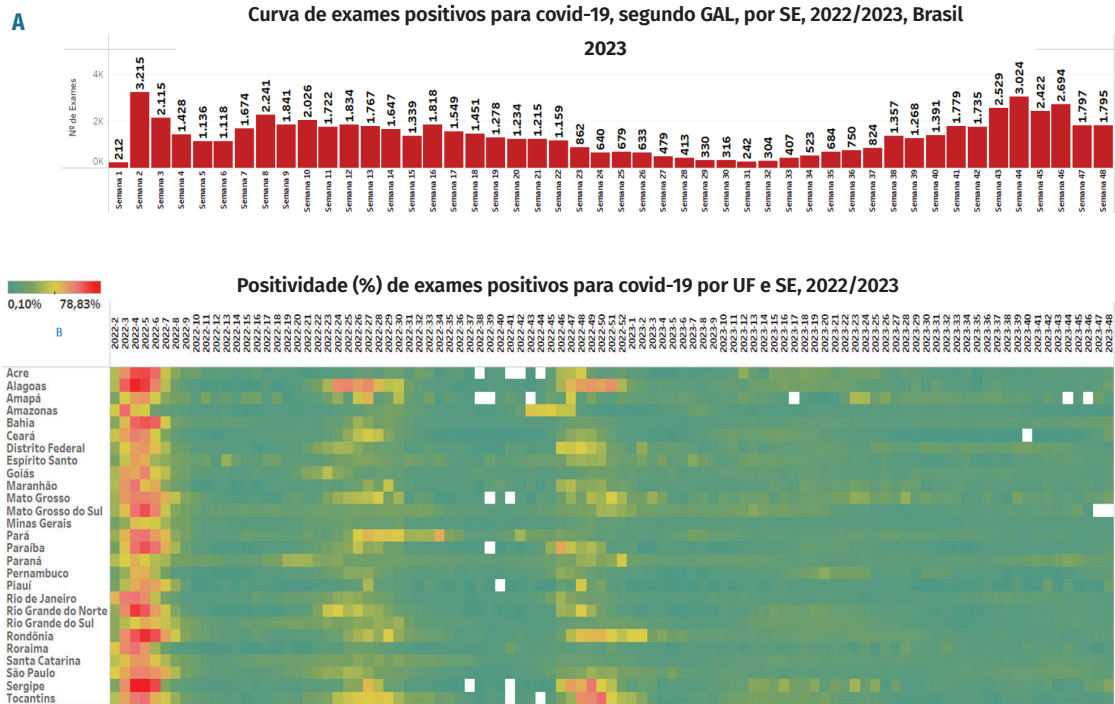 A
Curva de exames positivos para covid-19, segundo GAL, por SE, 2022/2023, Brasil
2023
Nº de Exames
4K
2K
0K
212 3.215 2.115 1.428 1.136 1.118 1.674 2.241 1.841 2.026 1.722 1.834 1.767 1.647 1.339 1.818 1.549 1.451 1.278 1.234 1.215 1.159 862 640 679 633 479 413 330 316 242 304 407 523 684 750 824 1.357 1.268 1.391 1.779 1.735 2.529 3.024 2.422 2.694 1.797 1.795
Semana 1 Semana 2 Semana 3 Semana 4 Semana 5 Semana 6 Semana 7 Semana 8 Semana 9 Semana 10 Semana 11 Semana 12 Semana 13 Semana 14 Semana 15 Semana 16 Semana 17 Semana 18 Semana 19 Semana 20 Semana 21 Semana 22 Semana 23 Semana 24 Semana 25 Semana 26 Semana 27 Semana 28 Semana 29 Semana 30 Semana 31 Semana 32 Semana 33 Semana 34 Semana 35 Semana 36 Semana 37 Semana 38 Semana 39 Semana 40 Semana 41 Semana 42 Semana 43 Semana 44 Semana 45 Semana 46 Semana 47 Semana 48
Positividade (%) de exames positivos para covid-19 por UF e SE, 2022/2023
0,10% 78,83%
B
Acre
Alagoas
Amapá
Amazonas
Bahia
Ceará
Distrito Federal
Espírito Santo
Goiás
Maranhão
Mato Grosso
Mato Grosso do Sul
Minas Gerais
Pará
Paraíba
Paraná
Pernambuco
Piauí
Rio de Janeiro
Rio Grande do Norte
Rio Grande do Sul
Rondônia
Roraima
Santa Catarina
São Paulo
Sergipe
Tocantins